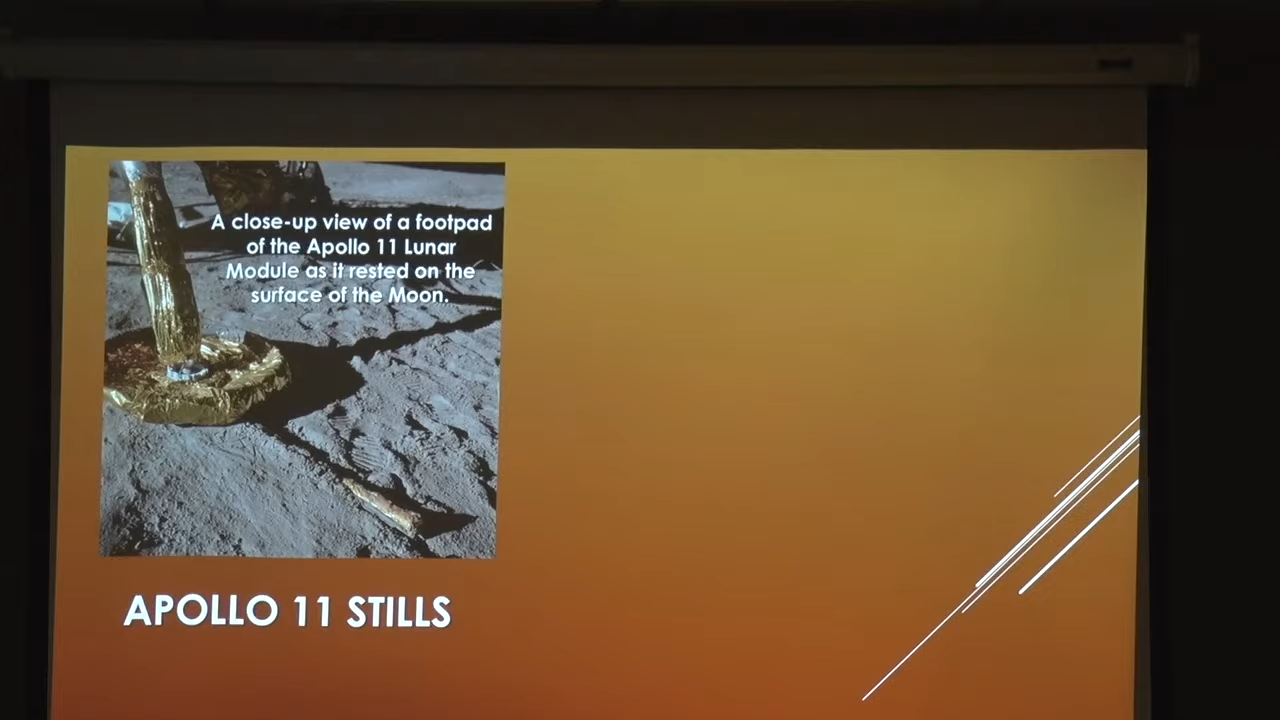 A close-up view of a footpad
of the Apollo 11 Lunar
Module as it rested on the
surface of the Moon.
APOLLO 11 STILLS